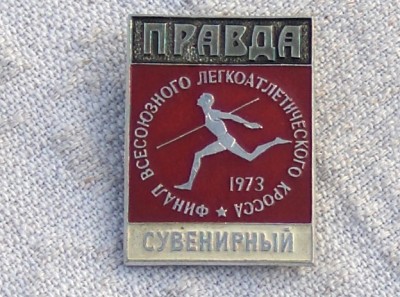 ПРАВДА
ФИНАЛ ВСЕСОЮЗНОГО ЛЕГКОАТЛЕТИЧЕСКОГО КРОССА
1973
СУВЕНИРНЫЙ